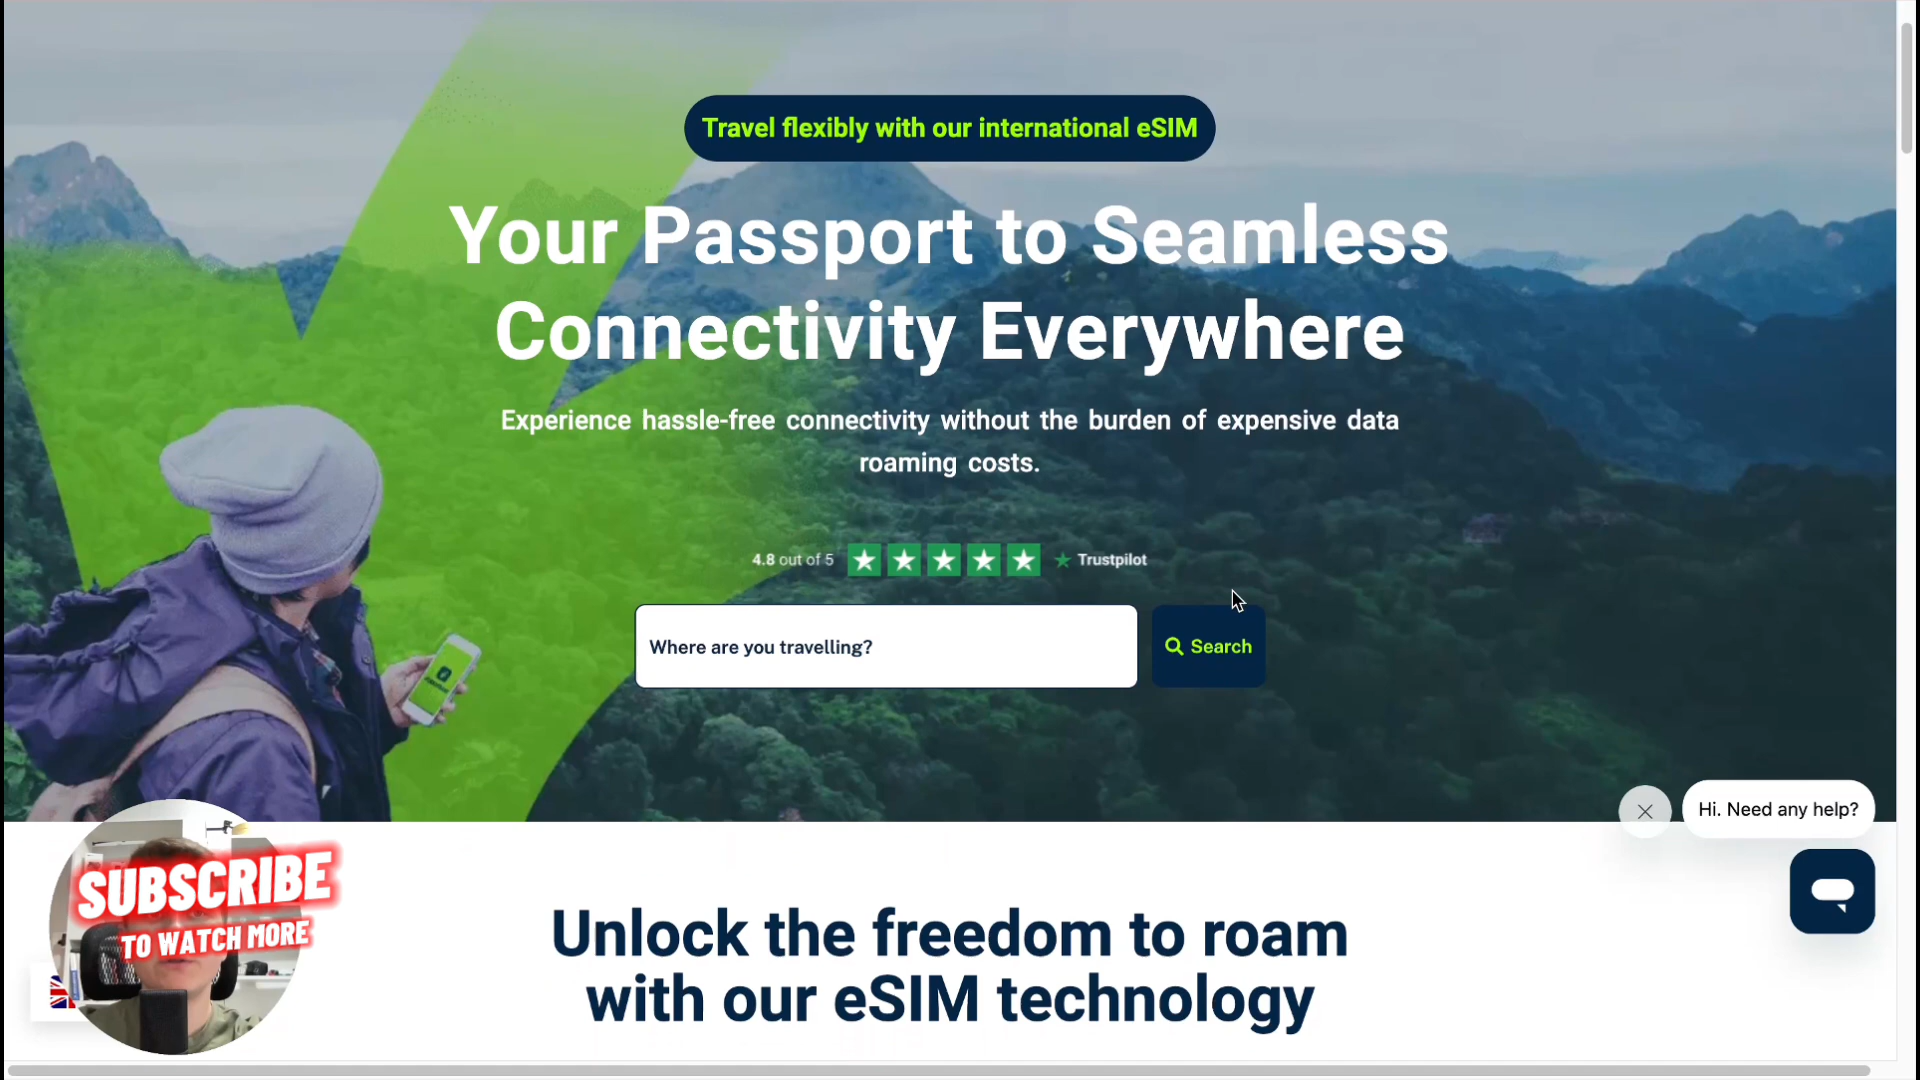 Travel flexibly with our international eSIM
Your Passport to Seamless
Connectivity Everywhere
Experience hassle-free connectivity without the burden of expensive data
roaming costs.
4.8 out of 5 Trustpilot
Where are you travelling?
Search
Hi. Need any help?
SUBSCRIBE
TO WATCH MORE
Unlock the freedom to roam
with our eSIM technology